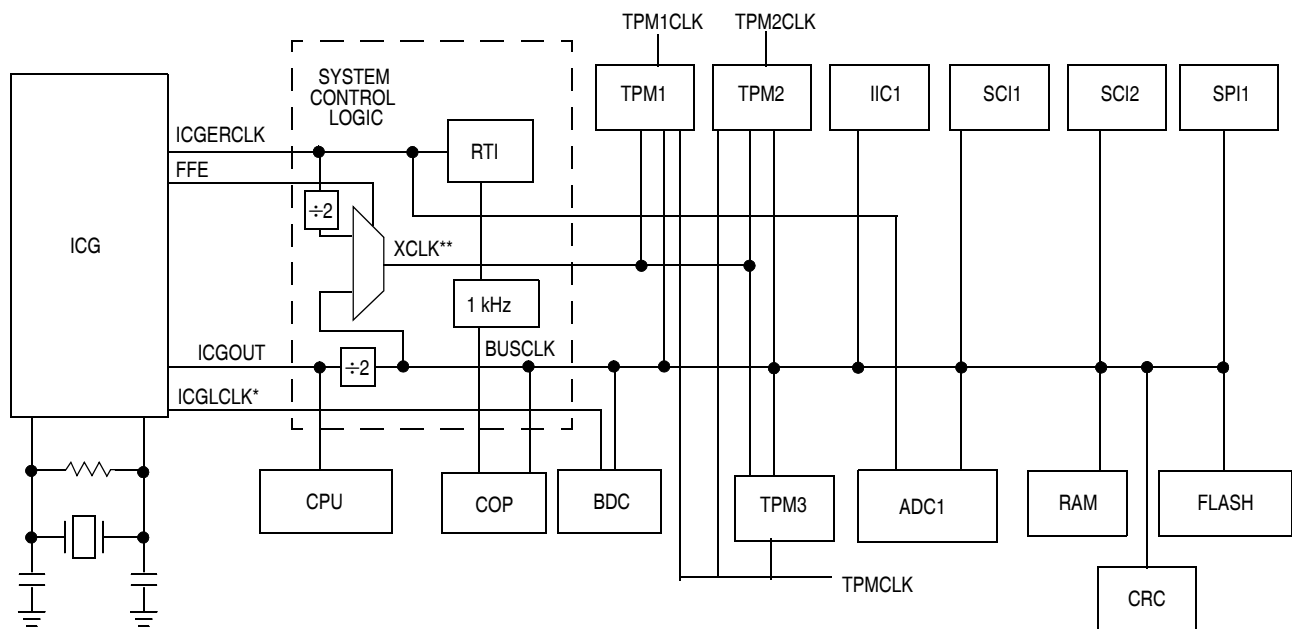 TPM1CLK
TPM2CLK
SYSTEM
CONTROL
LOGIC
TPM1
TPM2
IIC1
SCI1
SCI2
SPI1
ICGERCLK
RTI
FFE
÷2
ICG
XCLK**
1 kHz
ICGOUT
÷2
BUSCLK
ICGLCLK*
CPU
COP
BDC
TPM3
ADC1
RAM
FLASH
TPMCLK
CRC